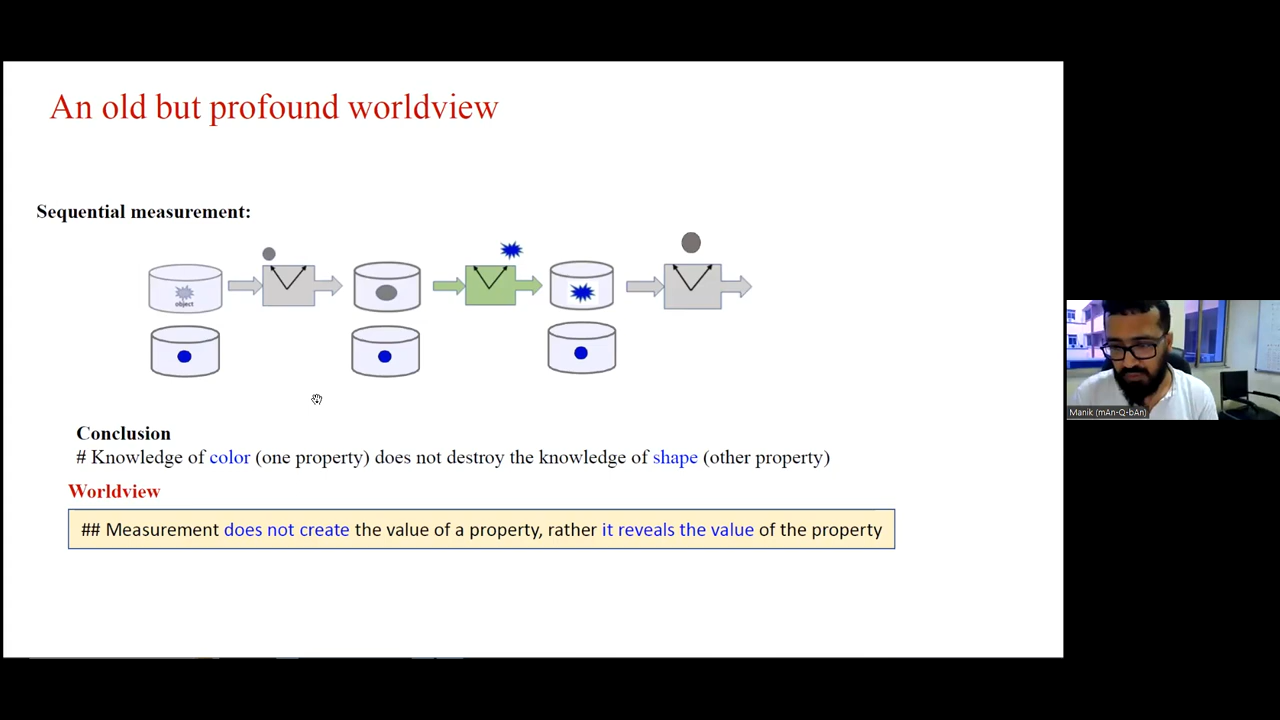 An old but profound worldview
Sequential measurement:
object
Conclusion
# Knowledge of color (one property) does not destroy the knowledge of shape (other property)
Worldview
## Measurement does not create the value of a property, rather it reveals the value of the property
Manik (mAn-Q-bAn)